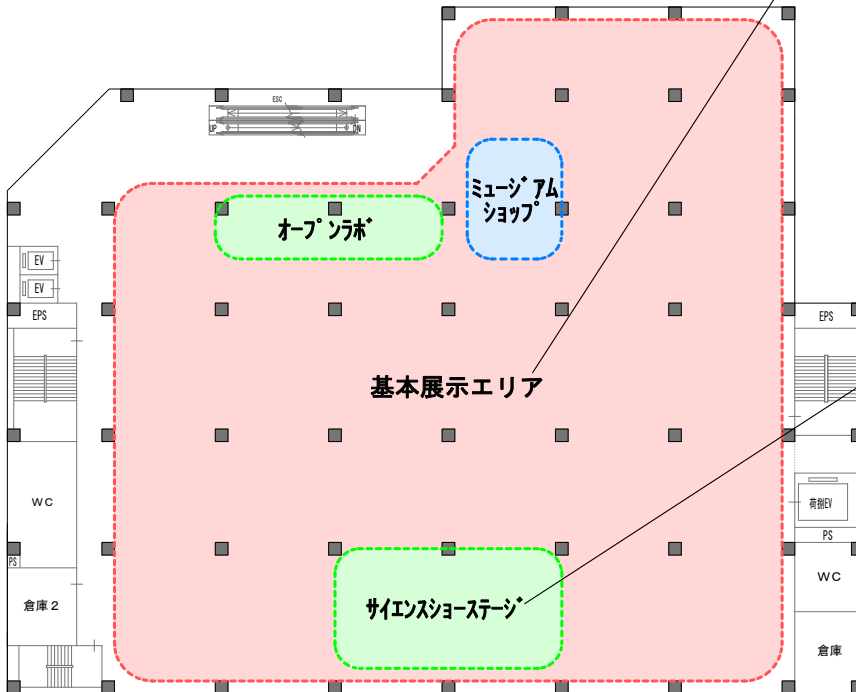 ESC
UP
DN
ミュージアム
ショップ
オープンラボ
EV
EV
EPS
EPS
基本展示エリア
WC
荷捌EV
PS
PS
WC
サイエンスショーステージ
倉庫２
倉庫